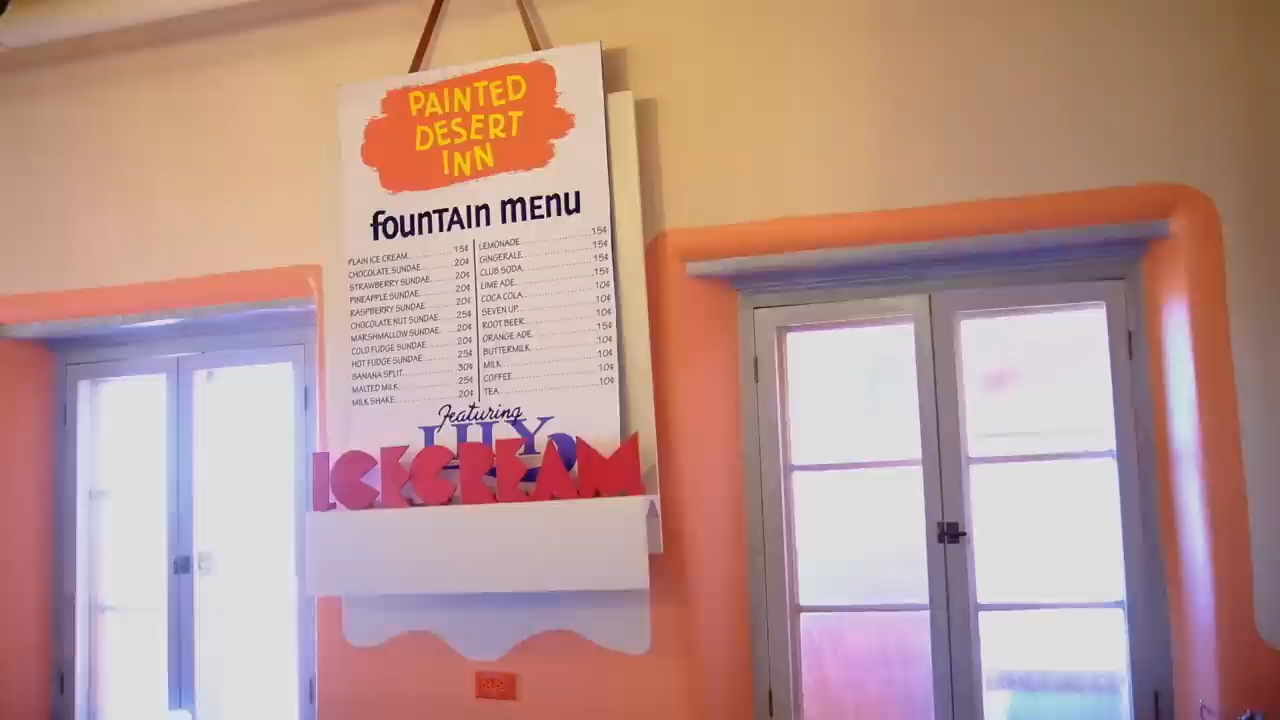 PAINTED
DESERT
INN
fountain menu
PLAIN ICE CREAM 15¢
CHOCOLATE SUNDAE 20¢
STRAWBERRY SUNDAE 20¢
PINEAPPLE SUNDAE 20¢
RASPBERRY SUNDAE 20¢
CHOCOLATE NUT SUNDAE 25¢
MARSHMALLOW SUNDAE 20¢
COLD FUDGE SUNDAE 20¢
HOT FUDGE SUNDAE 25¢
BANANA SPLIT 30¢
MALTED MILK 25¢
MILK SHAKE 20¢
LEMONADE 15¢
GINGERALE 15¢
CLUB SODA 15¢
LIME ADE 15¢
COCA COLA 10¢
SEVEN UP 10¢
ROOT BEER 10¢
ORANGE ADE 15¢
BUTTERMILK 10¢
MILK 10¢
COFFEE 10¢
TEA 10¢
Featuring
LILY
ICE CREAM